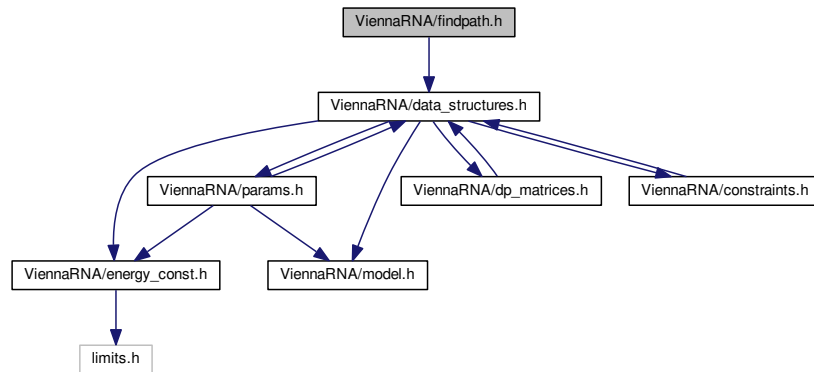 ViennaRNA/findpath.h
ViennaRNA/data_structures.h
ViennaRNA/params.h
ViennaRNA/dp_matrices.h
ViennaRNA/constraints.h
ViennaRNA/energy_const.h
ViennaRNA/model.h
limits.h